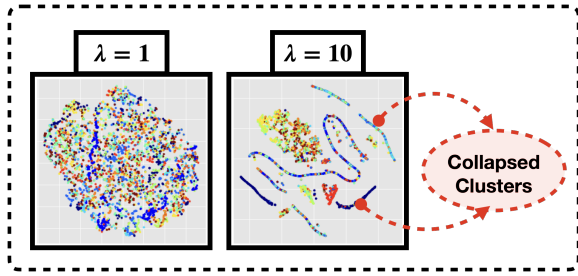 λ = 1
λ = 10
Collapsed
Clusters